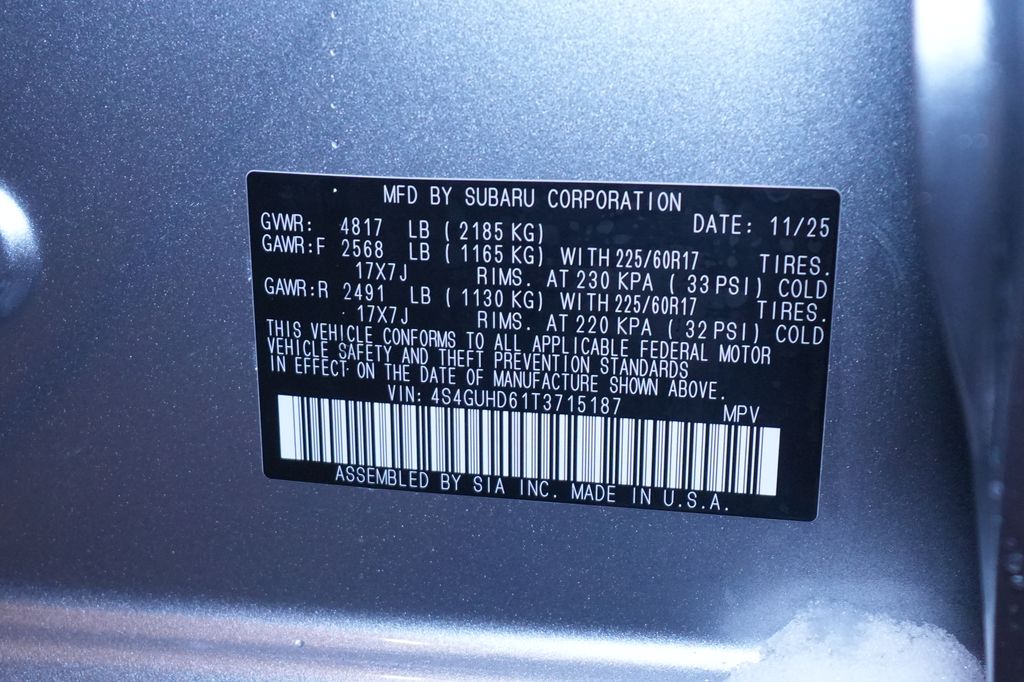 MFD BY SUBARU CORPORATION
DATE: 11/25
GVWR: 4817 LB ( 2185 KG)
GAWR:F 2568 LB ( 1165 KG) WITH 225/60R17 TIRES.
17X7J RIMS. AT 230 KPA ( 33 PSI) COLD
GAWR:R 2491 LB ( 1130 KG) WITH 225/60R17 TIRES.
17X7J RIMS. AT 220 KPA ( 32 PSI) COLD
THIS VEHICLE CONFORMS TO ALL APPLICABLE FEDERAL MOTOR
VEHICLE SAFETY AND THEFT PREVENTION STANDARDS
IN EFFECT ON THE DATE OF MANUFACTURE SHOWN ABOVE.
VIN: 4S4GUHD61T3715187 MPV
ASSEMBLED BY SIA INC. MADE IN U.S.A.